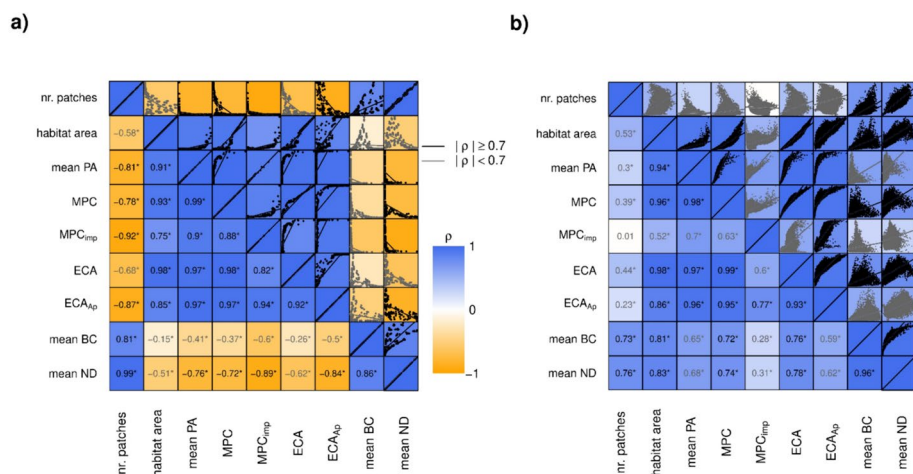 a)
nr. patches
habitat area −0.58*
mean PA −0.81* 0.91*
MPC −0.78* 0.93* 0.99*
MPCimp −0.92* 0.75* 0.9* 0.88*
ECA −0.68* 0.98* 0.97* 0.98* 0.82*
ECAAp −0.87* 0.85* 0.97* 0.97* 0.94* 0.92*
mean BC 0.81* −0.15* −0.41* −0.37* −0.6* −0.26* −0.5*
mean ND 0.99* −0.51* −0.76* −0.72* −0.89* −0.62* −0.84* 0.86*
nr. patches
habitat area
mean PA
MPC
MPCimp
ECA
ECAAp
mean BC
mean ND
|ρ| ≥ 0.7
|ρ| < 0.7
ρ
1
0
−1
b)
nr. patches
habitat area 0.53*
mean PA 0.3* 0.94*
MPC 0.39* 0.96* 0.98*
MPCimp 0.01 0.52* 0.7* 0.63*
ECA 0.44* 0.98* 0.97* 0.99* 0.6*
ECAAp 0.23* 0.86* 0.96* 0.95* 0.77* 0.93*
mean BC 0.73* 0.81* 0.65* 0.72* 0.28* 0.76* 0.59*
mean ND 0.76* 0.83* 0.68* 0.74* 0.31* 0.78* 0.62* 0.96*
nr. patches
habitat area
mean PA
MPC
MPCimp
ECA
ECAAp
mean BC
mean ND